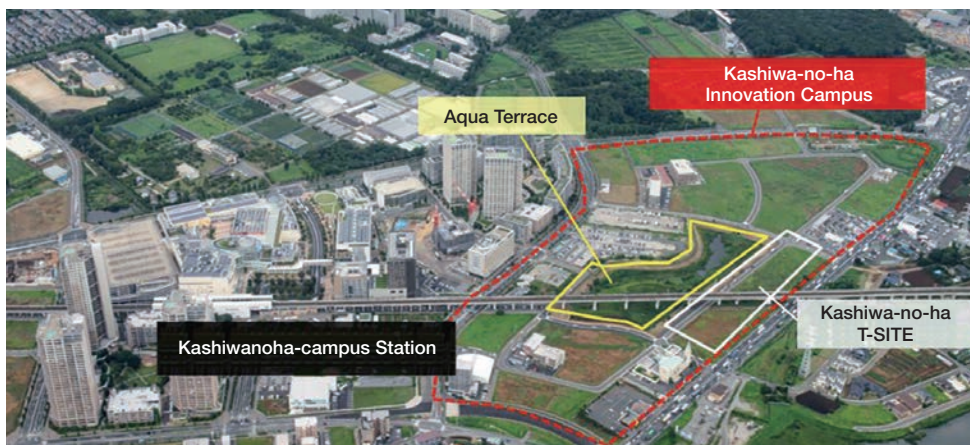 Kashiwa-no-ha
Innovation Campus
Aqua Terrace
Kashiwa-no-ha
T-SITE
Kashiwanoha-campus Station